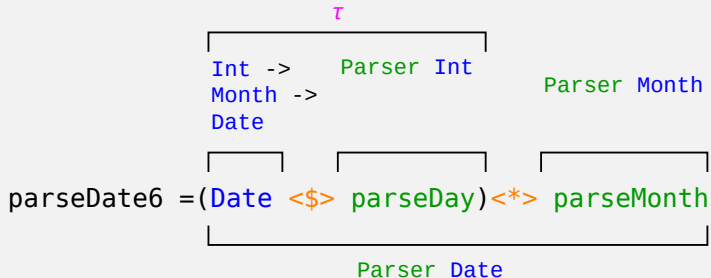 τ
Int -> Parser Int
Month -> Parser Month
Date
parseDate6 =(Date <$> parseDay)<*> parseMonth
Parser Date